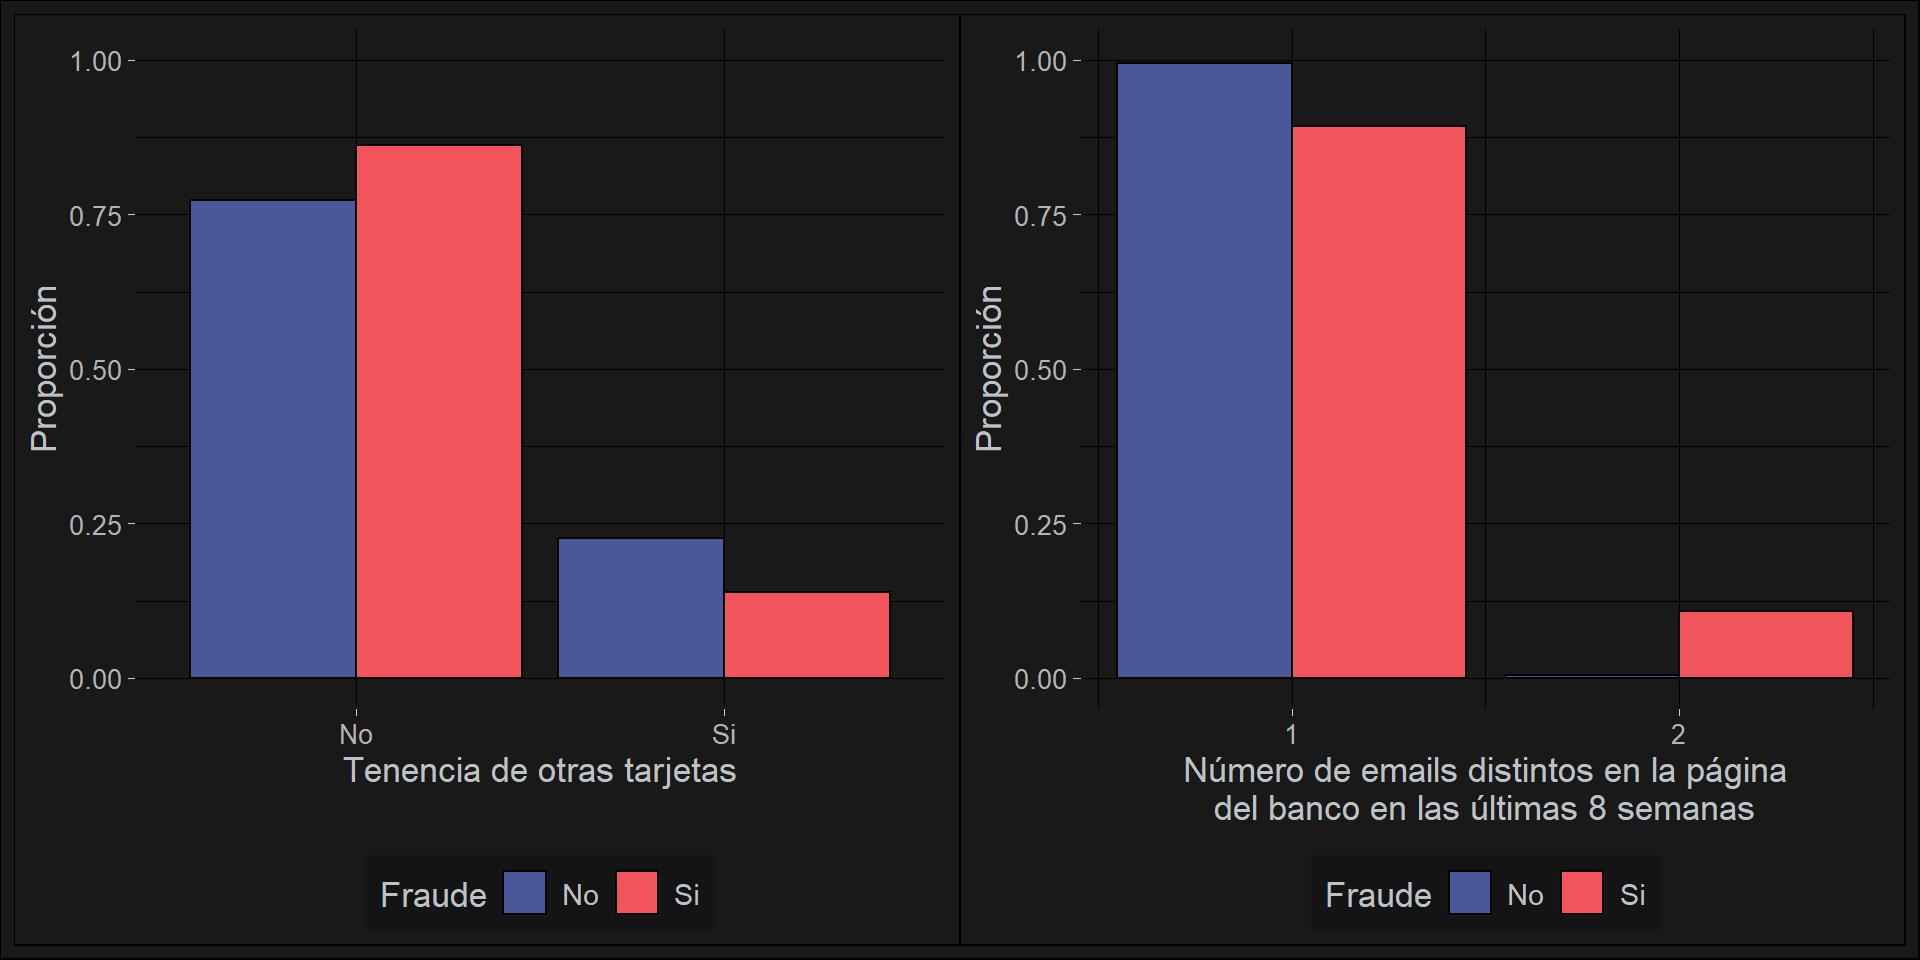 1.00
0.75
0.50
0.25
0.00
Proporción
No
Si
Tenencia de otras tarjetas
Fraude No Si
1.00
0.75
0.50
0.25
0.00
Proporción
1
2
Número de emails distintos en la página
del banco en las últimas 8 semanas
Fraude No Si